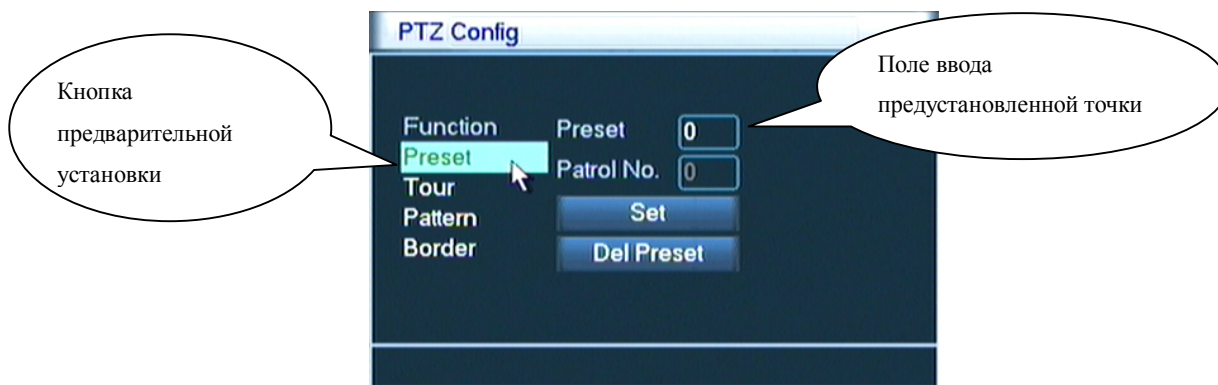 PTZ Config
Кнопка
предварительной
установки
Поле ввода
предустановленной точки
Function
Preset
Tour
Pattern
Border
Preset 0
Patrol No. 0
Set
Del Preset